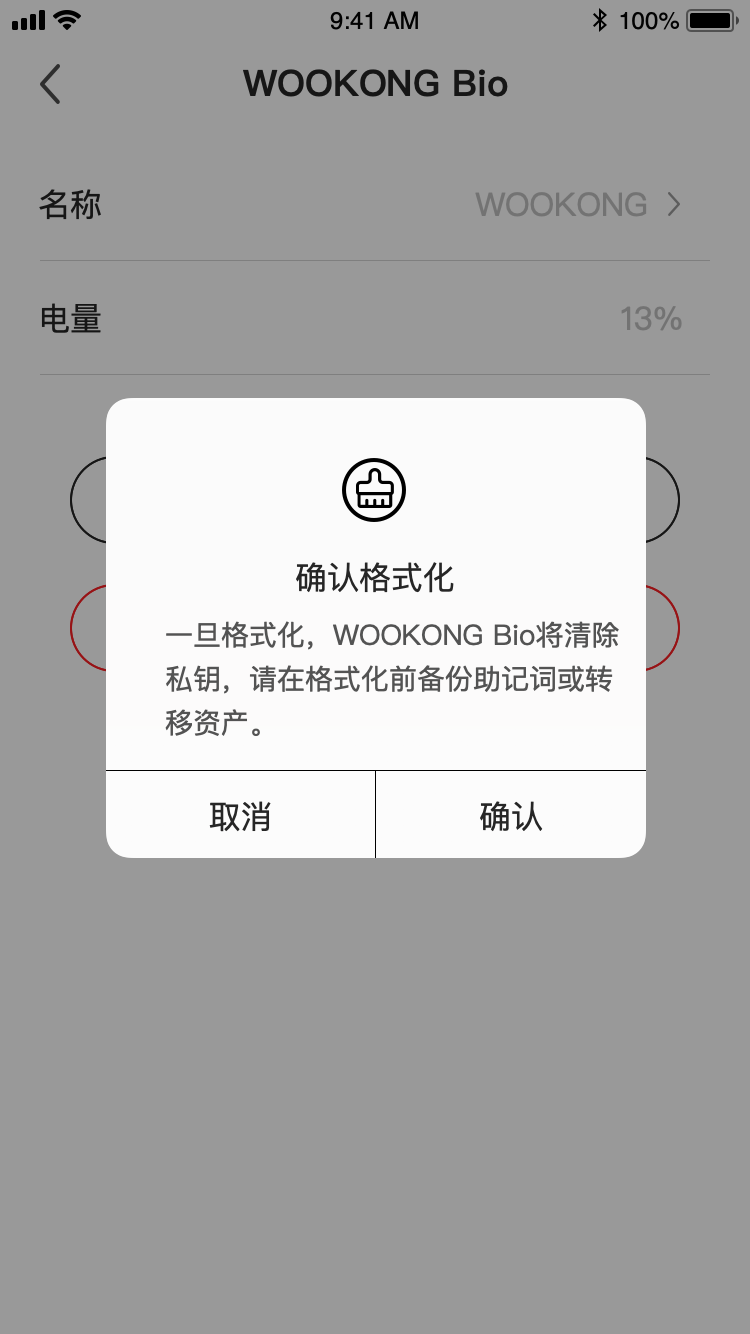 9:41 AM
100%
WOOKONG Bio
名称
WOOKONG
电量
13%
确认格式化
一旦格式化，WOOKONG Bio将清除
私钥，请在格式化前备份助记词或转
移资产。
取消
确认